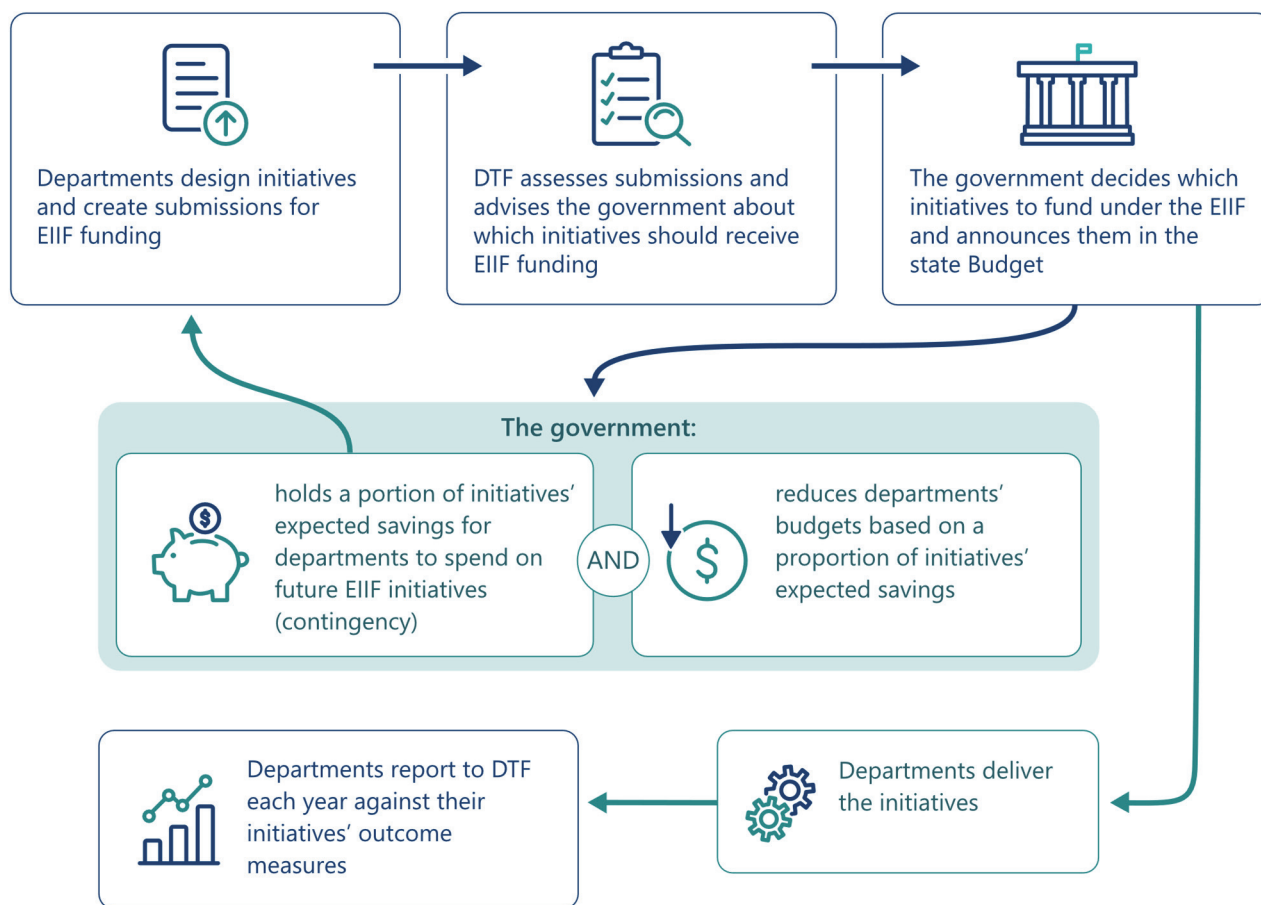 Departments design initiatives
and create submissions for
EIIF funding
DTF assesses submissions and
advises the government about
which initiatives should receive
EIIF funding
The government decides which
initiatives to fund under the EIIF
and announces them in the
state Budget
The government:
$
holds a portion of initiatives’
expected savings for
departments to spend on
future EIIF initiatives
(contingency)
AND
$
reduces departments’
budgets based on a
proportion of initiatives’
expected savings
Departments report to DTF
each year against their
initiatives’ outcome
measures
Departments deliver
the initiatives